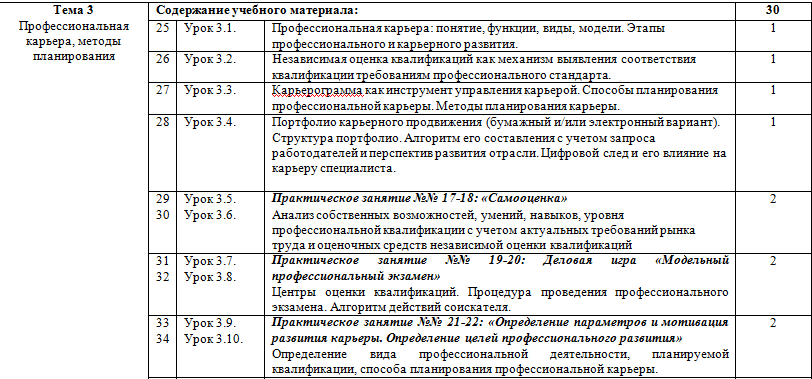 Тема 3
Профессиональная
карьера, методы
планирования
Содержание учебного материала:
30
25 Урок 3.1. Профессиональная карьера: понятие, функции, виды, модели. Этапы 1
профессионального и карьерного развития.
26 Урок 3.2. Независимая оценка квалификаций как механизм выявления соответствия 1
квалификации требованиям профессионального стандарта.
27 Урок 3.3. Карьерограмма как инструмент управления карьерой. Способы планирования 1
профессиональной карьеры. Методы планирования карьеры.
28 Урок 3.4. Портфолио карьерного продвижения (бумажный и/или электронный вариант). 1
Структура портфолио. Алгоритм его составления с учетом запроса
работодателей и перспектив развития отрасли. Цифровой след и его влияние на
карьеру специалиста.
29 Урок 3.5. Практическое занятие №№ 17-18: «Самооценка» 2
30 Урок 3.6. Анализ собственных возможностей, умений, навыков, уровня
профессиональной квалификации с учетом актуальных требований рынка
труда и оценочных средств независимой оценки квалификаций
31 Урок 3.7. Практическое занятие №№ 19-20: Деловая игра «Модельный 2
32 Урок 3.8. профессиональный экзамен»
Центры оценки квалификаций. Процедура проведения профессионального
экзамена. Алгоритм действий соискателя.
33 Урок 3.9. Практическое занятие №№ 21-22: «Определение параметров и мотивация 2
34 Урок 3.10. развития карьеры. Определение целей профессионального развития»
Определение вида профессиональной деятельности, планируемой
квалификации, способа планирования профессиональной карьеры.